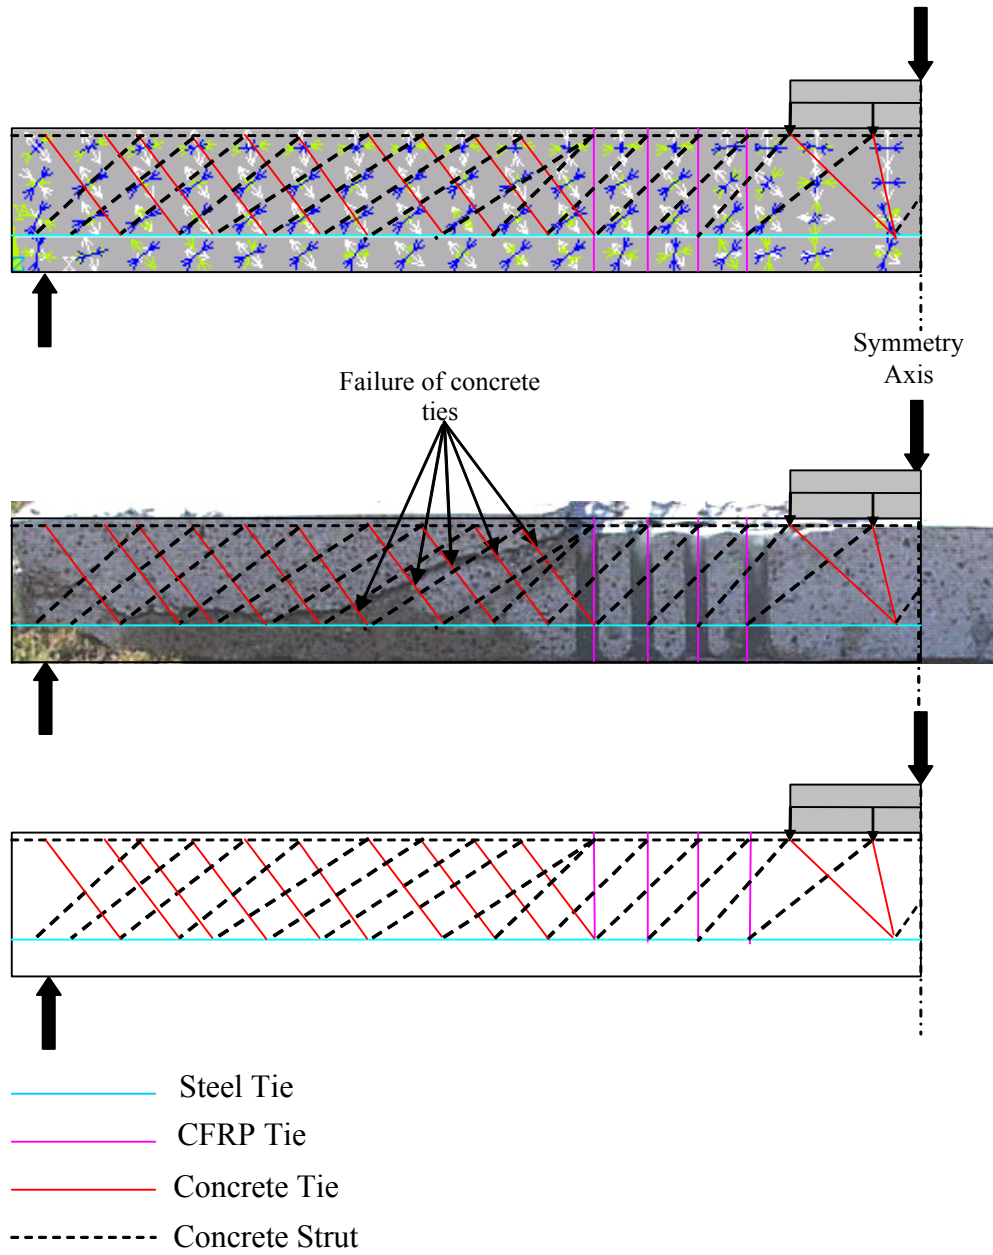 Symmetry
Axis
Failure of concrete
ties
Steel Tie
CFRP Tie
Concrete Tie
Concrete Strut